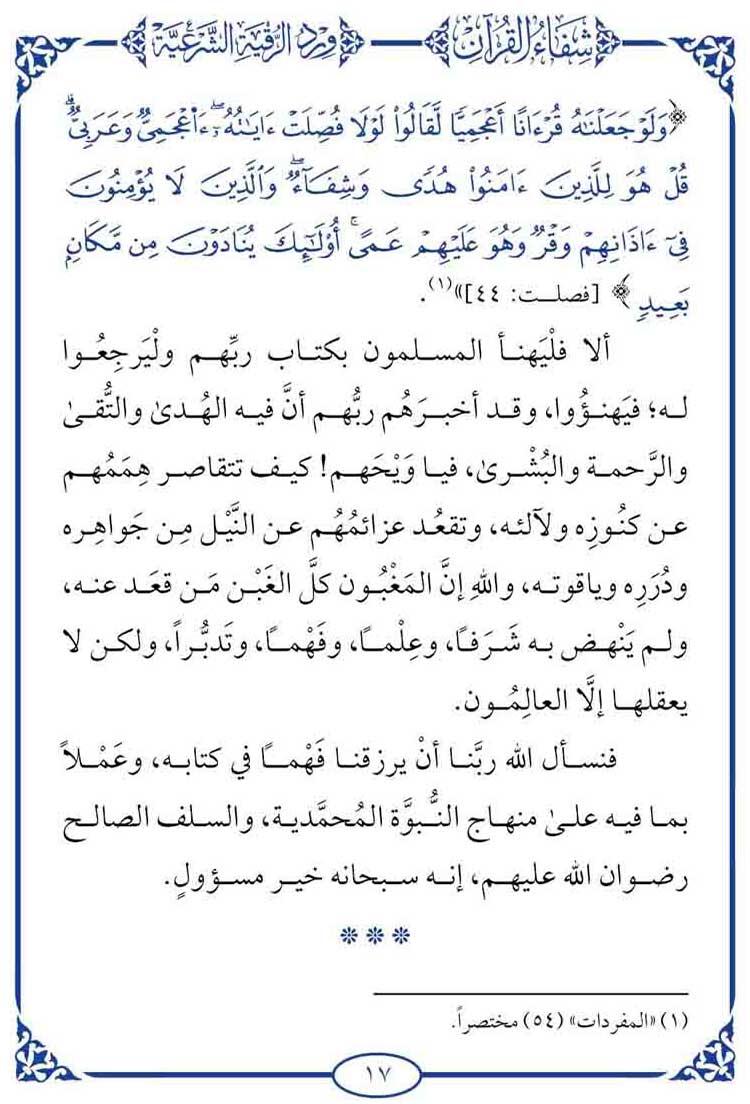 شِفَاءُ القُرْآنِ
وِرْدُ الرُّقْيَةِ الشَّرْعِيَّةِ
﴿وَلَوْ جَعَلْنَٰهُ قُرْءَانًا أَعْجَمِيًّا لَّقَالُوا۟ لَوْلَا فُصِّلَتْ ءَايَٰتُهُۥٓ ءَا۬عْجَمِىٌّ وَعَرَبِىٌّ ۗ
قُلْ هُوَ لِلَّذِينَ ءَامَنُوا۟ هُدًى وَشِفَآءٌ ۖ وَٱلَّذِينَ لَا يُؤْمِنُونَ
فِىٓ ءَاذَانِهِمْ وَقْرٌ وَهُوَ عَلَيْهِمْ عَمًى ۚ أُو۟لَٰٓئِكَ يُنَادَوْنَ مِن مَّكَانٍۭ
بَعِيدٍ﴾ [فصلت: ٤٤]»(١).
ألا فلْيَهنأ المسلمون بكتاب ربِّهم ولْيَرجِعُوا
له؛ فيَهنؤُوا، وقد أخبرَهُم ربُّهم أنَّ فيه الهُدىٰ والتُّقىٰ
والرَّحمة والبُشْرىٰ، فيا وَيْحَهم! كيف تتقاصر هِمَمُهم
عن كنُوزِه ولآلئه، وتقعُد عزائمُهُم عن النَّيْل مِن جَواهِره
ودُرَرِه وياقوته، واللهِ إنَّ المَغْبُون كلَّ الغَبْن مَن قعَد عنه،
ولم يَنْهض به شَرَفاً، وعِلْماً، وفَهْماً، وتَدبُّراً، ولكن لا
يعقلها إلَّا العالِمُون.
فنسأل الله ربَّنا أنْ يرزقنا فَهْماً في كتابه، وعَمْلاً
بما فيه علىٰ منهاج النُّبوَّة المُحمَّدية، والسلف الصالح
رضوان الله عليهم، إنه سبحانه خير مسؤولٍ.
***
(١) «المفردات» (٥٤) مختصراً.
١٧